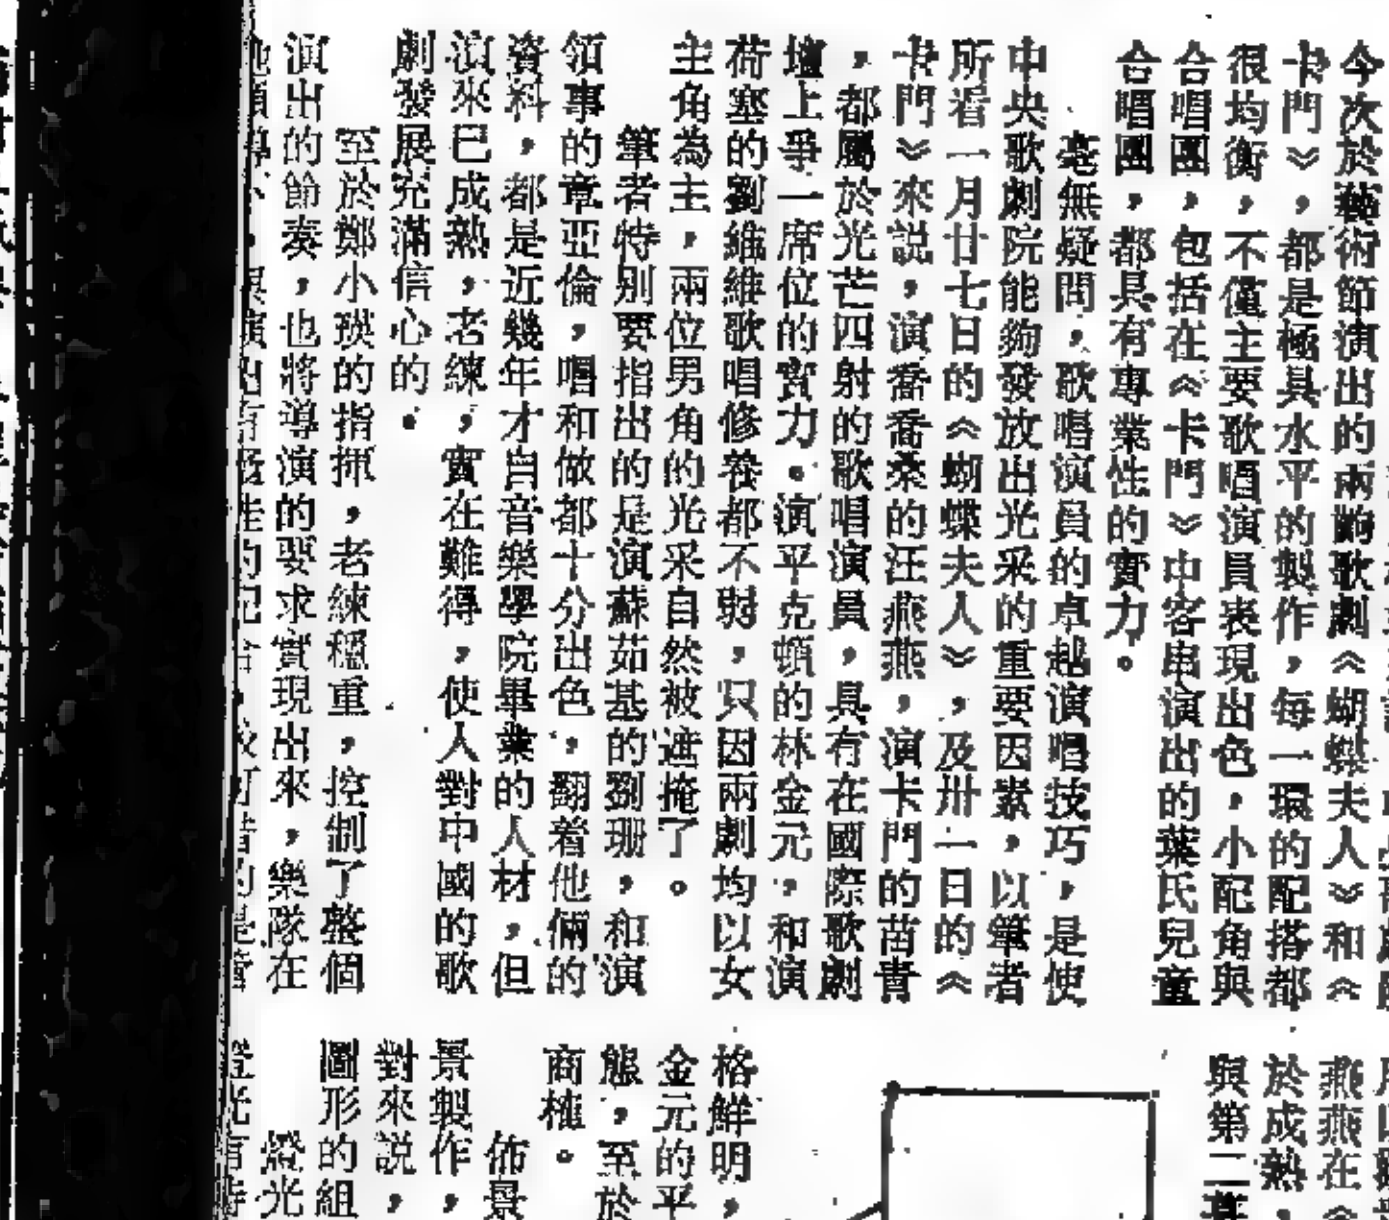 今次於藝術節演出的兩齣歌劇《蝴蝶夫人》和《
卡門》，都是極具水平的製作，每一環的配搭都
很均衡，不僅主要歌唱演員表現出色，小配角與
合唱團，包括在《卡門》中客串演出的葉氏兒童
合唱團，都具有專業性的實力。
毫無疑問，歌唱演員的卓越演唱技巧，是使
中央歌劇院能夠發放出光采的重要因素，以筆者
所看一月廿七日的《蝴蝶夫人》，及卅一日的《
卡門》來説，演喬喬桑的汪燕燕，演卡門的苗青
，都屬於光芒四射的歌唱演員，具有在國際歌劇
壇上爭一席位的實力。演平克頓的林金元，和演
荷塞的劉維維歌唱修養都不弱，只因兩劇均以女
主角為主，兩位男角的光采自然被遮掩了。
筆者特別要指出的是演蘇茹基的劉珊，和演
領事的章亞倫，唱和做都十分出色，翻着他倆的
資料，都是近幾年才自音樂學院畢業的人材，但
演來已成熟，老練，實在難得，使人對中國的歌
劇發展充滿信心的。
至於鄭小瑛的指揮，老練穩重，控制了整個
演出的節奏，也將導演的要求實現出來，樂隊在
於成熟，
與第二幕
格鮮明，
金元的平
態，至於
商榷。
佈景
景製作，
對來説，
圖形的組
燈光